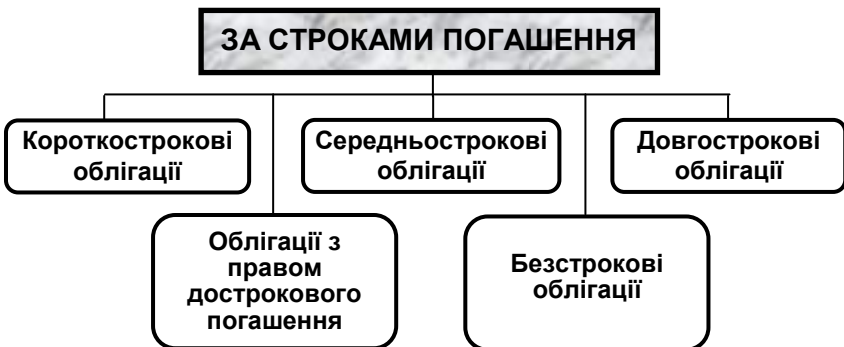 ЗА СТРОКАМИ ПОГАШЕННЯ
Короткострокові
облігації
Середньострокові
облігації
Довгострокові
облігації
Облігації з
правом
дострокового
погашення
Безстрокові
облігації